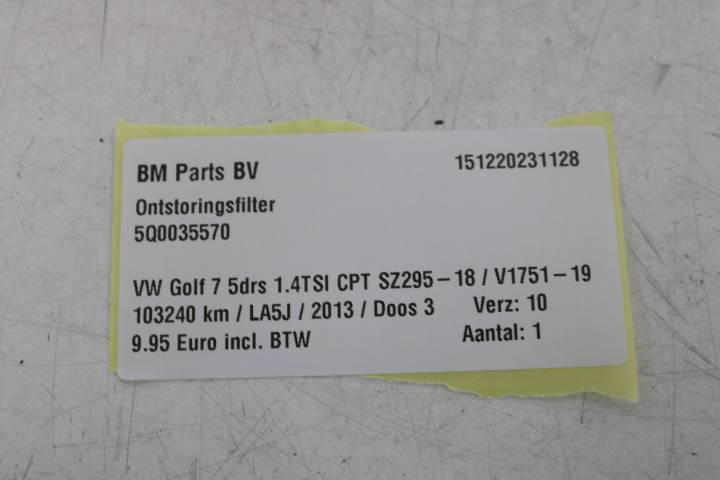 BM Parts BV 151220231128
Ontstoringsfilter
5Q0035570
VW Golf 7 5drs 1.4TSI CPT SZ295-18 / V1751-19
103240 km / LA5J / 2013 / Doos 3 Verz: 10
9.95 Euro incl. BTW Aantal: 1